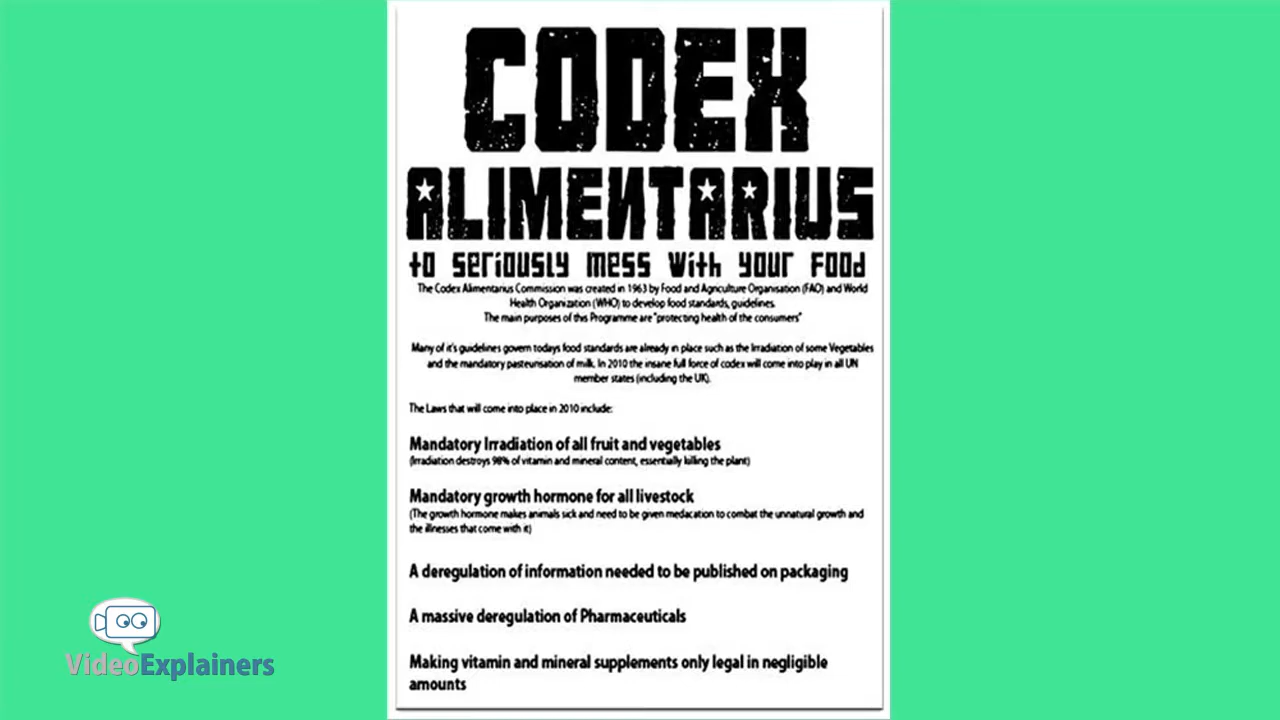 CODEX
ALIMENTARIUS
to seriously mess with your food
The Codex Alimentarius Commission was created in 1963 by Food and Agriculture Organisation (FAO) and World
Health Organization (WHO) to develop food standards, guidelines.
The main purposes of this Programme are "protecting health of the consumers"
Many of it's guidelines govern todays food standards are already in place such as the Irradiation of some Vegetables
and the mandatory pasteurisation of milk. In 2010 the insane full force of codex will come into play in all UN
member states (including the UK).
The Laws that will come into place in 2010 include:
Mandatory Irradiation of all fruit and vegetables
(Irradiation destroys 98% of vitamin and mineral content, essentially killing the plant)
Mandatory growth hormone for all livestock
(The growth hormone makes animals sick and need to be given medacation to combat the unnatural growth and
the illnesses that come with it)
A deregulation of information needed to be published on packaging
A massive deregulation of Pharmaceuticals
Making vitamin and mineral supplements only legal in negligible
amounts
VideoExplainers